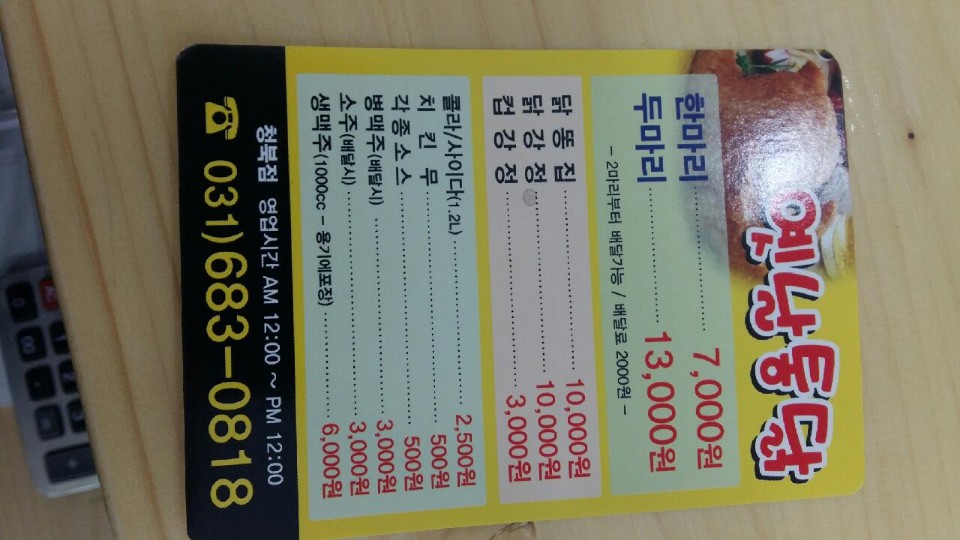 옛날통닭
한마리 ............ 7,000원
두마리 ............ 13,000원
- 2마리부터 배달가능 / 배달료 2000원 -
닭 똥 집 ............ 10,000원
닭 강 정 ............ 10,000원
컵 강 정 ............ 3,000원
콜라/사이다(1.2L) ............ 2,500원
치 킨 무 ............ 500원
각종소스 ............ 500원
병맥주(배달시) ............ 3,000원
소주(배달시) ............ 3,000원
생맥주(1000cc - 용기에포장) ............ 6,000원
청북점 영업시간 AM 12:00 ~ PM 12:00
031)683-0818
00
0